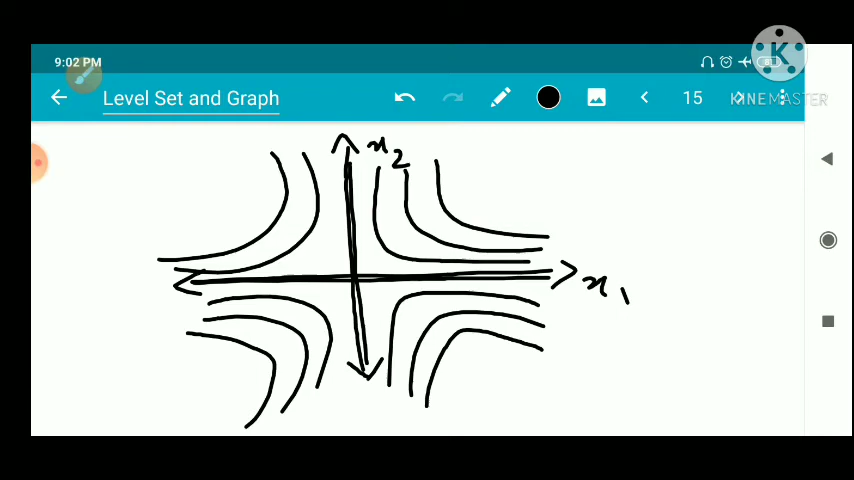 9:02 PM
Level Set and Graph
15
K
KINEMASTER
x2
x1